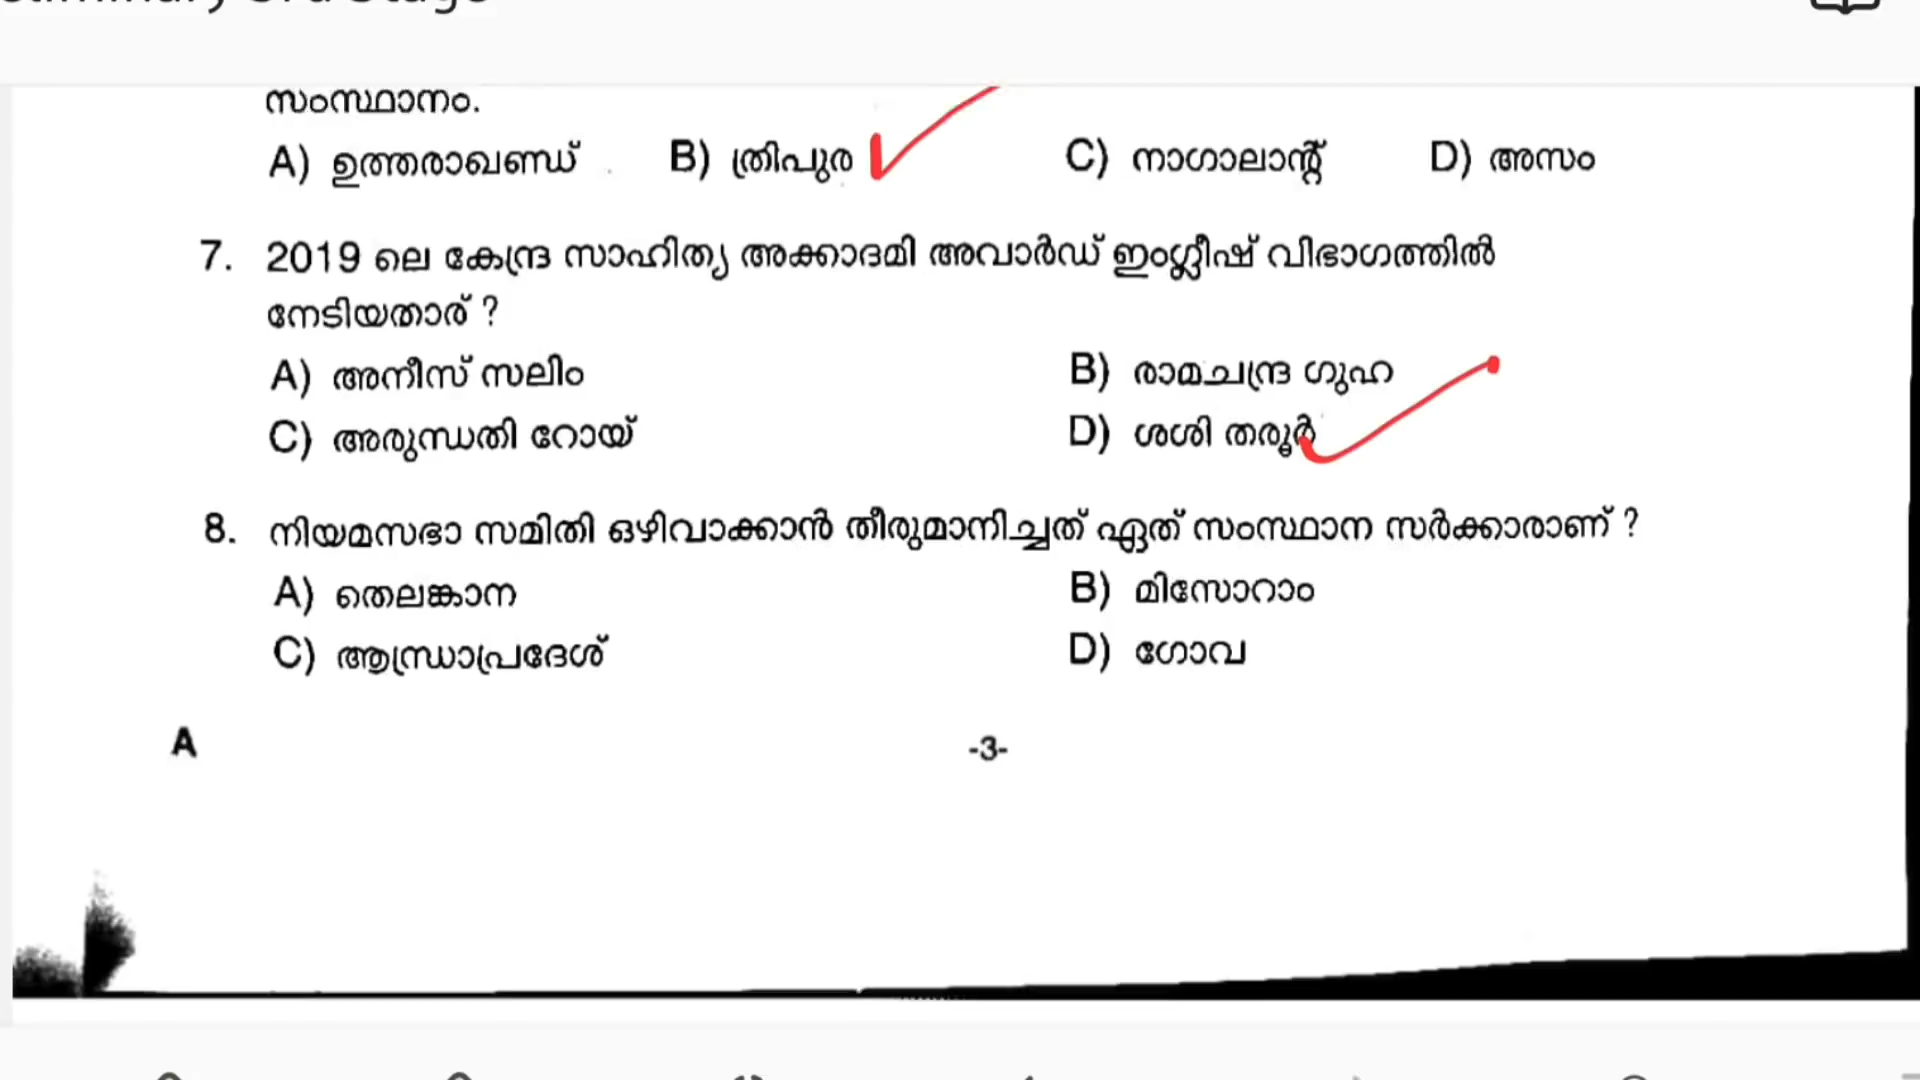 സംസ്ഥാനം.
A) ഉത്തരാഖണ്ഡ് B) ത്രിപുര C) നാഗാലാന്റ് D) അസം
7. 2019 ലെ കേന്ദ്ര സാഹിത്യ അക്കാദമി അവാർഡ് ഇംഗ്ലീഷ് വിഭാഗത്തിൽ
നേടിയതാര് ?
A) അനീസ് സലിം B) രാമചന്ദ്ര ഗുഹ
C) അരുന്ധതി റോയ് D) ശശി തരൂർ
8. നിയമസഭാ സമിതി ഒഴിവാക്കാൻ തീരുമാനിച്ചത് ഏത് സംസ്ഥാന സർക്കാരാണ് ?
A) തെലങ്കാന B) മിസോറാം
C) ആന്ധ്രാപ്രദേശ് D) ഗോവ
A -3-